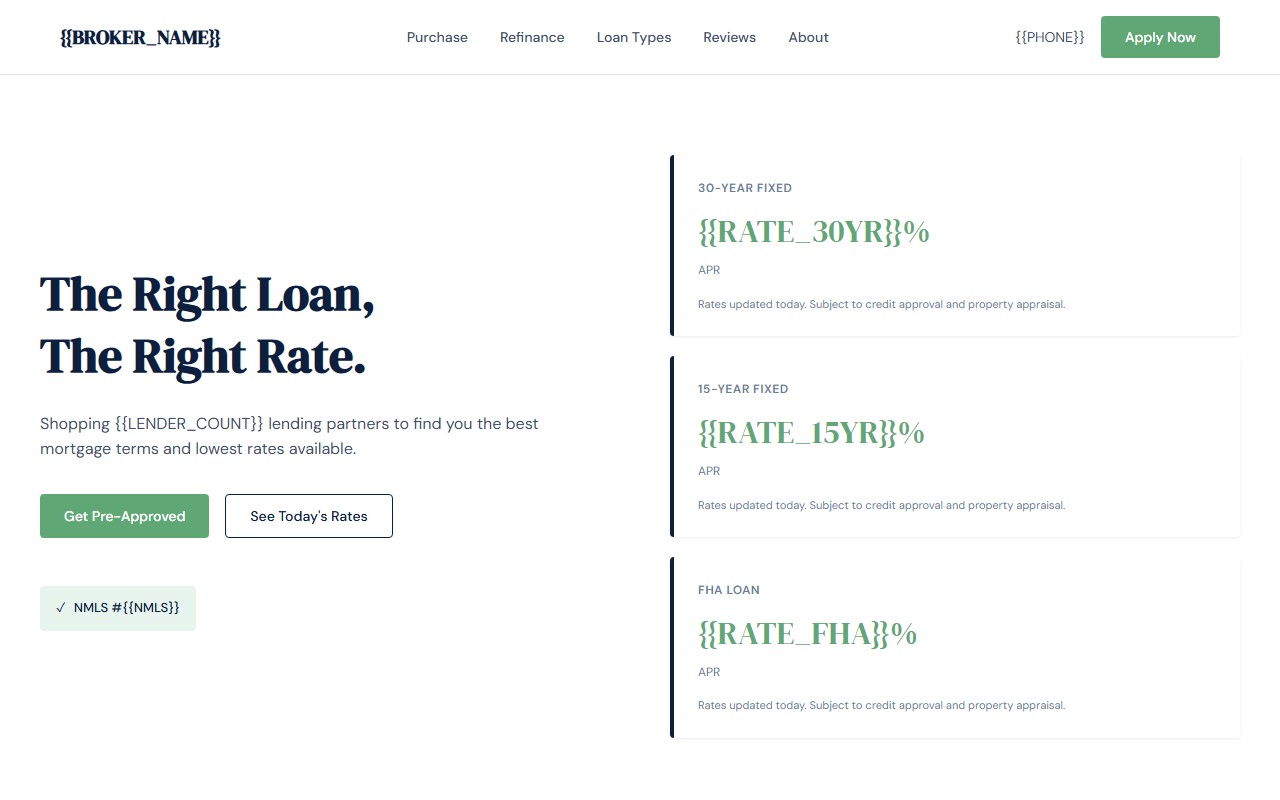 {{BROKER_NAME}}
Purchase
Refinance
Loan Types
Reviews
About
{{PHONE}}
Apply Now
The Right Loan,
The Right Rate.
Shopping {{LENDER_COUNT}} lending partners to find you the best
mortgage terms and lowest rates available.
Get Pre-Approved
See Today's Rates
✓ NMLS #{{NMLS}}
30-YEAR FIXED
{{RATE_30YR}}%
APR
Rates updated today. Subject to credit approval and property appraisal.
15-YEAR FIXED
{{RATE_15YR}}%
APR
Rates updated today. Subject to credit approval and property appraisal.
FHA LOAN
{{RATE_FHA}}%
APR
Rates updated today. Subject to credit approval and property appraisal.